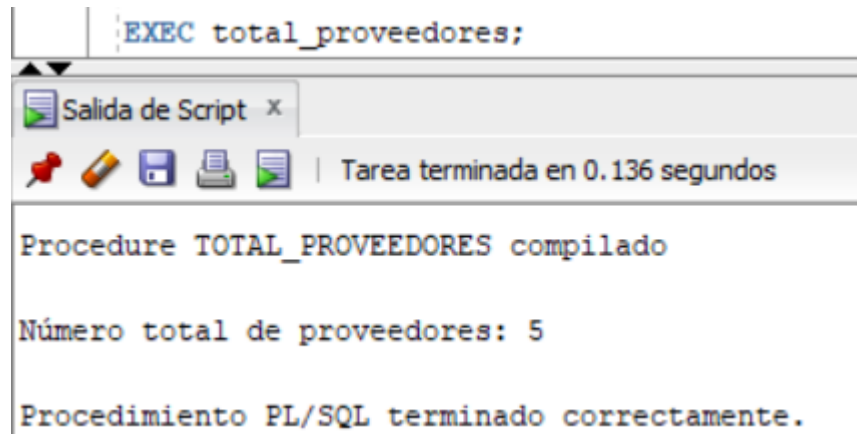 EXEC total_proveedores;
Salida de Script x
Tarea terminada en 0.136 segundos
Procedure TOTAL_PROVEEDORES compilado
Número total de proveedores: 5
Procedimiento PL/SQL terminado correctamente.